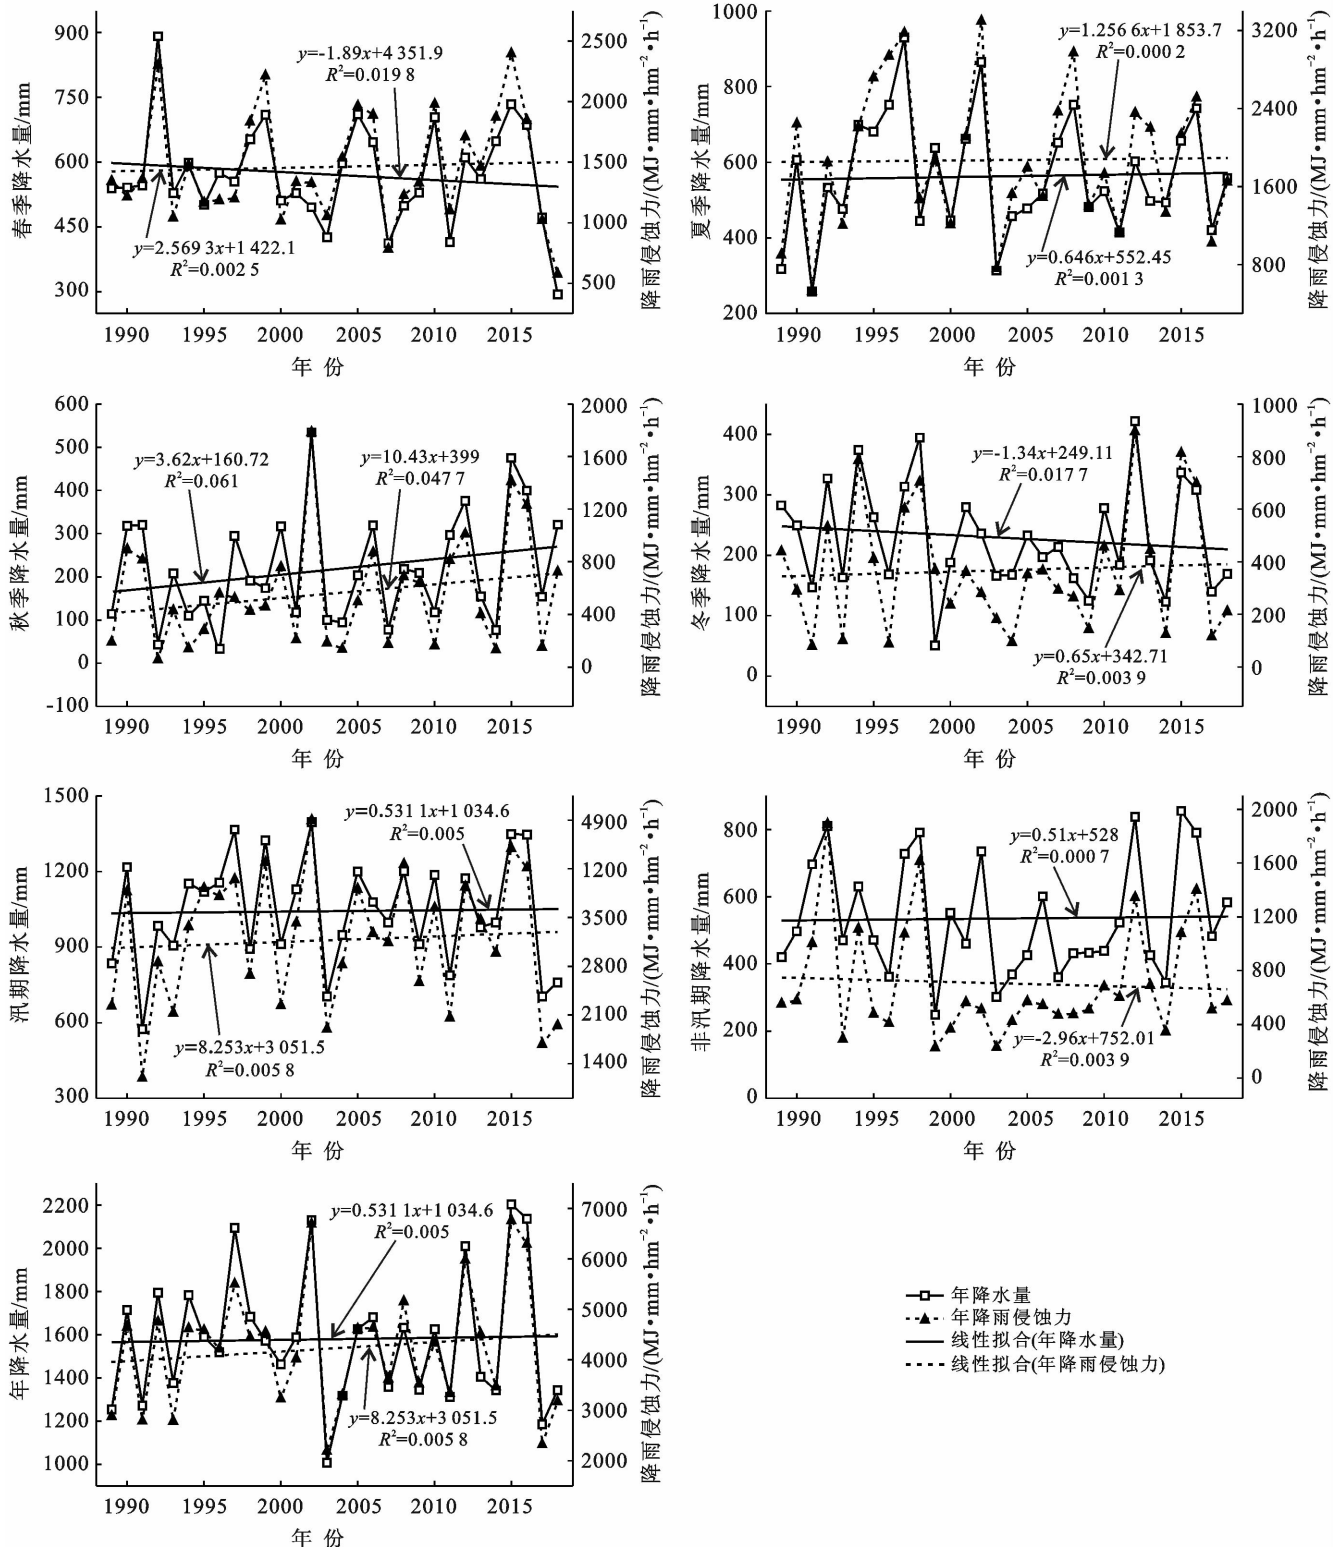 春季降水量/mm
900
750
600
450
300
y=-1.89x+4 351.9
R²=0.019 8
2.569 3x+1 422.1
R²=0.002 5
2500
2000
1500
1000
500
降雨侵蚀力/(MJ·mm·hm⁻²·h⁻¹)
1990 1995 2000 2005 2010 2015
年 份
夏季降水量/mm
1000
800
600
400
200
1.256 6x+1 853.7
R²=0.000 2
y=0.646x+552.45
R²=0.001 3
3200
2400
1600
800
降雨侵蚀力/(MJ·mm·hm⁻²·h⁻¹)
1990 1995 2000 2005 2010 2015
年 份
秋季降水量/mm
600
500
400
300
200
100
0
-100
y=3.62x+160.72
R²=0.061
y=10.43x+399
R²=0.047 7
2000
1600
1200
800
400
0
降雨侵蚀力/(MJ·mm·hm⁻²·h⁻¹)
1990 1995 2000 2005 2010 2015
年 份
冬季降水量/mm
400
300
200
100
0
y=-1.34x+249.11
R²=0.017 7
y=0.65x+342.71
R²=0.003 9
1000
800
600
400
200
0
降雨侵蚀力/(MJ·mm·hm⁻²·h⁻¹)
1990 1995 2000 2005 2010 2015
年 份
汛期降水量/mm
1500
1200
900
600
300
y=0.531 1x+1 034.6
R²=0.005
y=8.253x+3 051.5
R²=0.005 8
4900
1200
3500
2800
2100
1400
降雨侵蚀力/(MJ·mm·hm⁻²·h⁻¹)
1990 1995 2000 2005 2010 2015
年 份
非汛期降水量/mm
800
600
400
200
0
y=0.51x+528
R²=0.000 7
y=-2.96x+752.01
R²=0.003 9
2000
1600
1200
800
400
0
降雨侵蚀力/(MJ·mm·hm⁻²·h⁻¹)
1990 1995 2000 2005 2010 2015
年 份
年降水量/mm
2200
2000
1800
1600
1400
1200
1000
y=0.531 1x+1 034.6
R²=0.005
y=8.253x+3 051.5
R²=0.005 8
7000
6000
5000
4000
3000
2000
降雨侵蚀力/(MJ·mm·hm⁻²·h⁻¹)
1990 1995 2000 2005 2010 2015
年 份
年降水量
年降雨侵蚀力
线性拟合(年降水量)
线性拟合(年降雨侵蚀力)